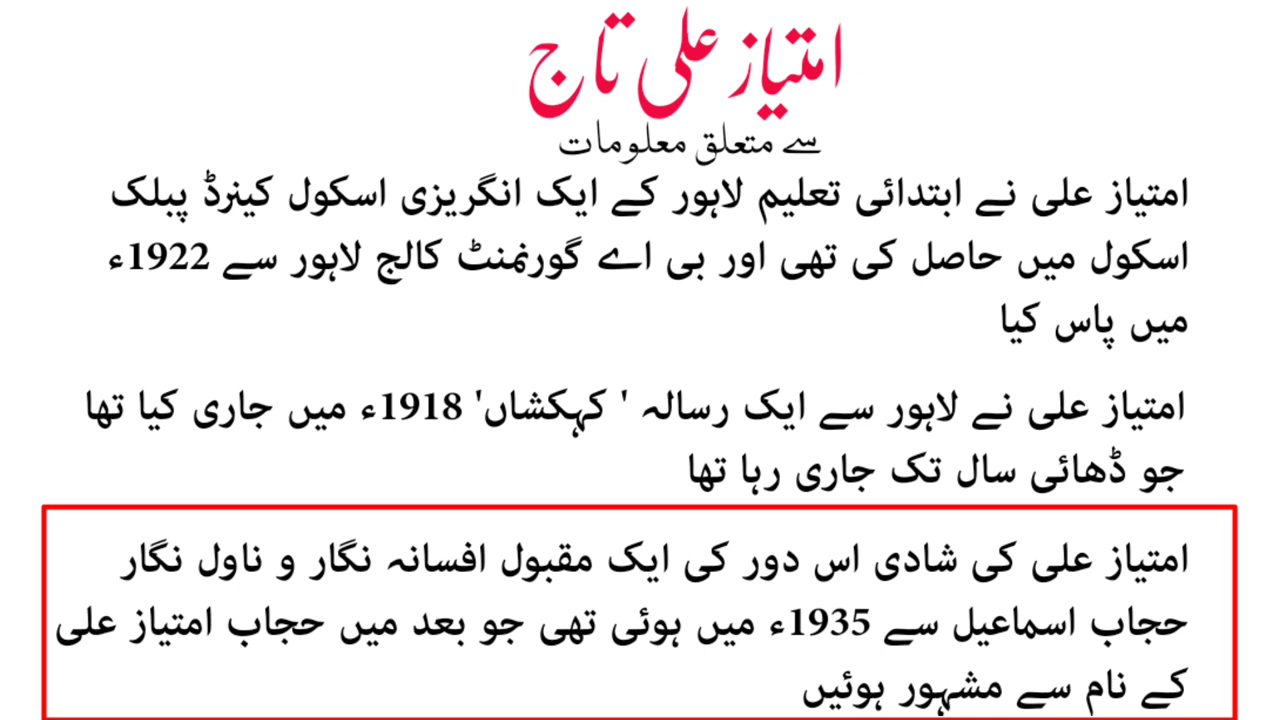 امتیاز علی تاج
سے متعلق معلومات
امتیاز علی نے ابتدائی تعلیم لاہور کے ایک انگریزی اسکول کینرڈ پبلک
اسکول میں حاصل کی تھی اور بی اے گورنمنٹ کالج لاہور سے 1922ء
میں پاس کیا
امتیاز علی نے لاہور سے ایک رسالہ ' کہکشاں' 1918ء میں جاری کیا تھا
جو ڈھائی سال تک جاری رہا تھا
امتیاز علی کی شادی اس دور کی ایک مقبول افسانہ نگار و ناول نگار
حجاب اسماعیل سے 1935ء میں ہوئی تھی جو بعد میں حجاب امتیاز علی
کے نام سے مشہور ہوئیں